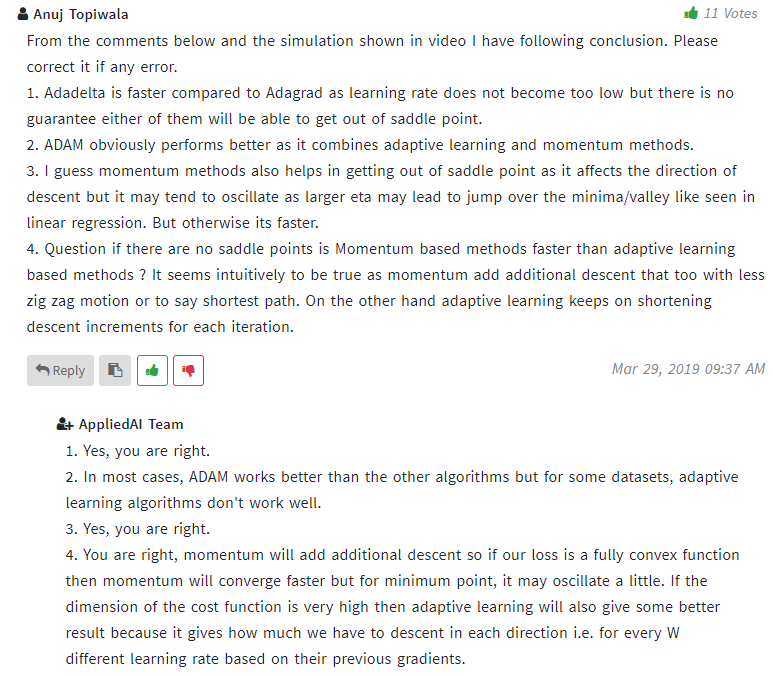 Anuj Topiwala
11 Votes
From the comments below and the simulation shown in video I have following conclusion. Please
correct it if any error.
1. Adadelta is faster compared to Adagrad as learning rate does not become too low but there is no
guarantee either of them will be able to get out of saddle point.
2. ADAM obviously performs better as it combines adaptive learning and momentum methods.
3. I guess momentum methods also helps in getting out of saddle point as it affects the direction of
descent but it may tend to oscillate as larger eta may lead to jump over the minima/valley like seen in
linear regression. But otherwise its faster.
4. Question if there are no saddle points is Momentum based methods faster than adaptive learning
based methods ? It seems intuitively to be true as momentum add additional descent that too with less
zig zag motion or to say shortest path. On the other hand adaptive learning keeps on shortening
descent increments for each iteration.
Reply
Mar 29, 2019 09:37 AM
AppliedAI Team
1. Yes, you are right.
2. In most cases, ADAM works better than the other algorithms but for some datasets, adaptive
learning algorithms don't work well.
3. Yes, you are right.
4. You are right, momentum will add additional descent so if our loss is a fully convex function
then momentum will converge faster but for minimum point, it may oscillate a little. If the
dimension of the cost function is very high then adaptive learning will also give some better
result because it gives how much we have to descent in each direction i.e. for every W
different learning rate based on their previous gradients.